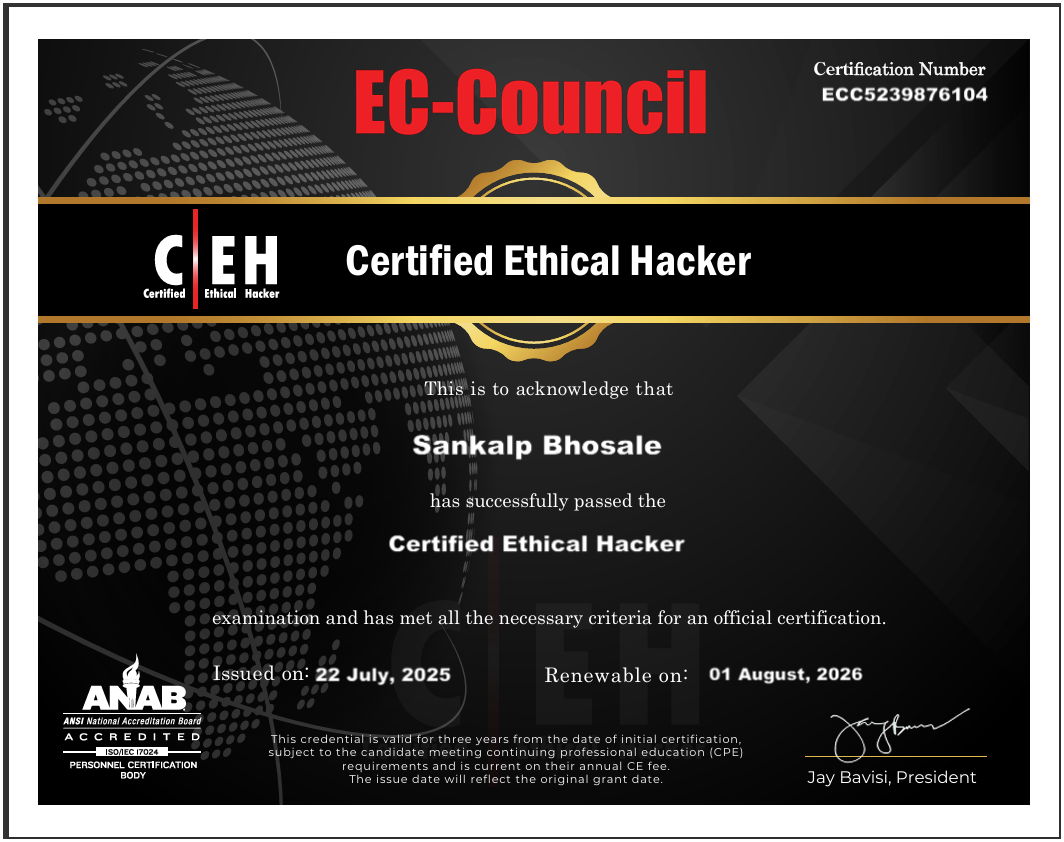 EC-Council
Certification Number
ECC5239876104
C EH
Certified Ethical Hacker
Certified Ethical Hacker
This is to acknowledge that
Sankalp Bhosale
has successfully passed the
Certified Ethical Hacker
CEH
examination and has met all the necessary criteria for an official certification.
Issued on: 22 July, 2025 Renewable on: 01 August, 2026
ANAB
ANSI National Accreditation Board
ACCREDITED
ISO/IEC 17024
PERSONNEL CERTIFICATION
BODY
This credential is valid for three years from the date of initial certification,
subject to the candidate meeting continuing professional education (CPE)
requirements and is current on their annual CE fee.
The issue date will reflect the original grant date.
Jay Bavisi, President